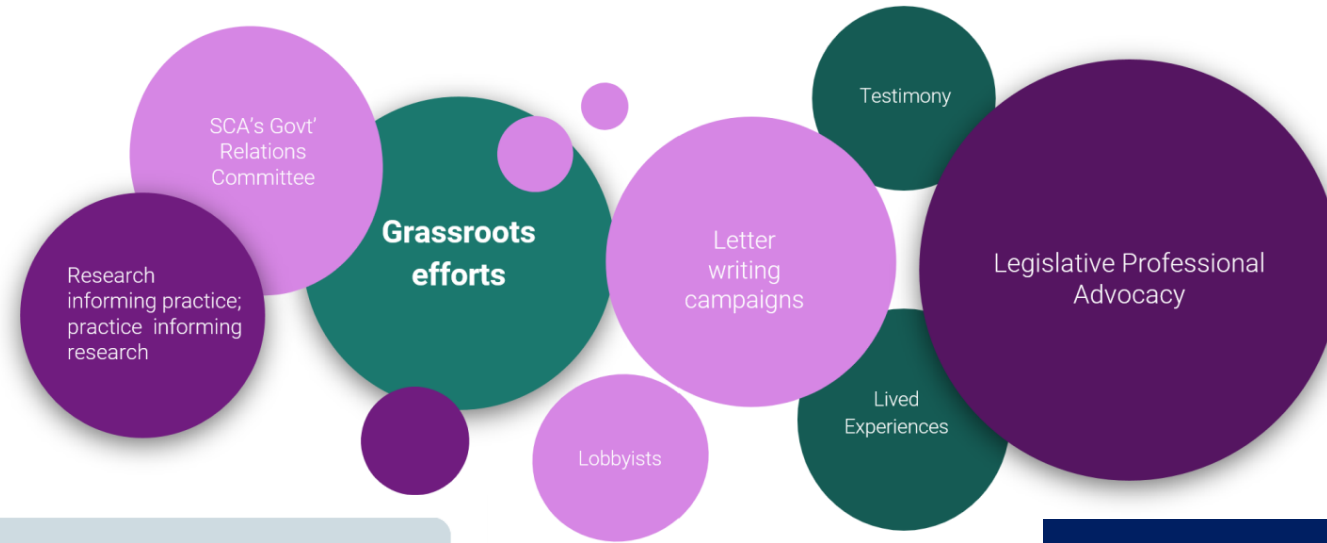 SCA's Govt'
Relations
Committee
Research
informing practice;
practice informing
research
Grassroots
efforts
Letter
writing
campaigns
Lobbyists
Testimony
Lived
Experiences
Legislative Professional
Advocacy